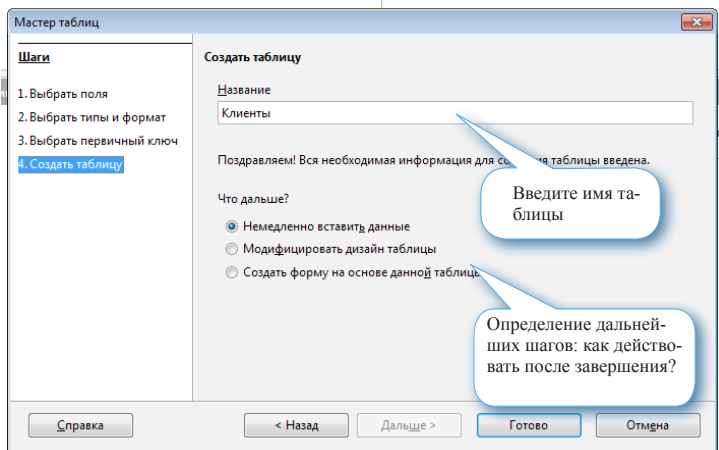 Мастер таблиц
Шаги
1. Выбрать поля
2. Выбрать типы и формат
3. Выбрать первичный ключ
4. Создать таблицу
Создать таблицу
Название
Клиенты
Поздравляем! Вся необходимая информация для таблицы введена.
Что дальше?
Немедленно вставить данные
Модифицировать дизайн таблицы
Создать форму на основе данной таблицы
Введите имя та-
блицы
Определение дальней-
ших шагов: как действо-
вать после завершения?
Справка
< Назад
Дальше >
Готово
Отмена